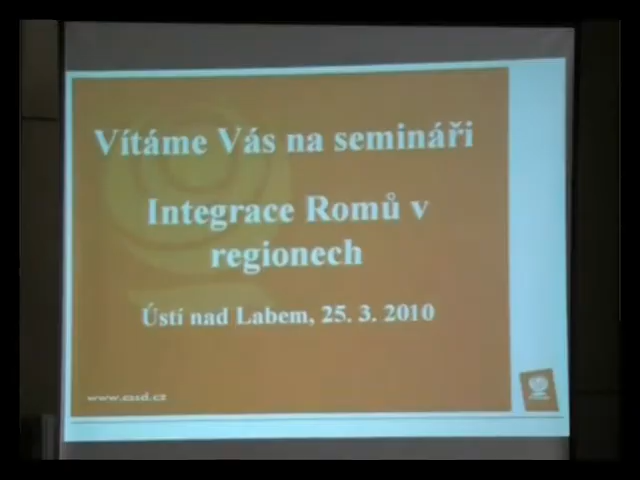 Vítáme Vás na semináři
Integrace Romů v
regionech
Ústí nad Labem, 25. 3. 2010
www.cssd.cz